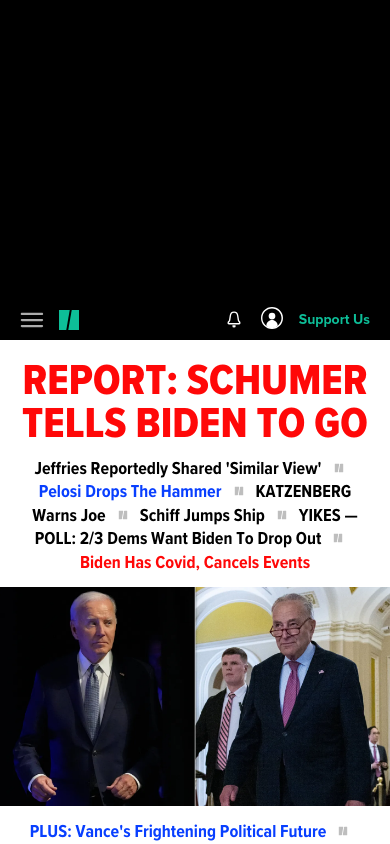 Support Us
REPORT: SCHUMER
TELLS BIDEN TO GO
Jeffries Reportedly Shared 'Similar View'
Pelosi Drops The Hammer KATZENBERG
Warns Joe Schiff Jumps Ship YIKES —
POLL: 2/3 Dems Want Biden To Drop Out
Biden Has Covid, Cancels Events
PLUS: Vance's Frightening Political Future